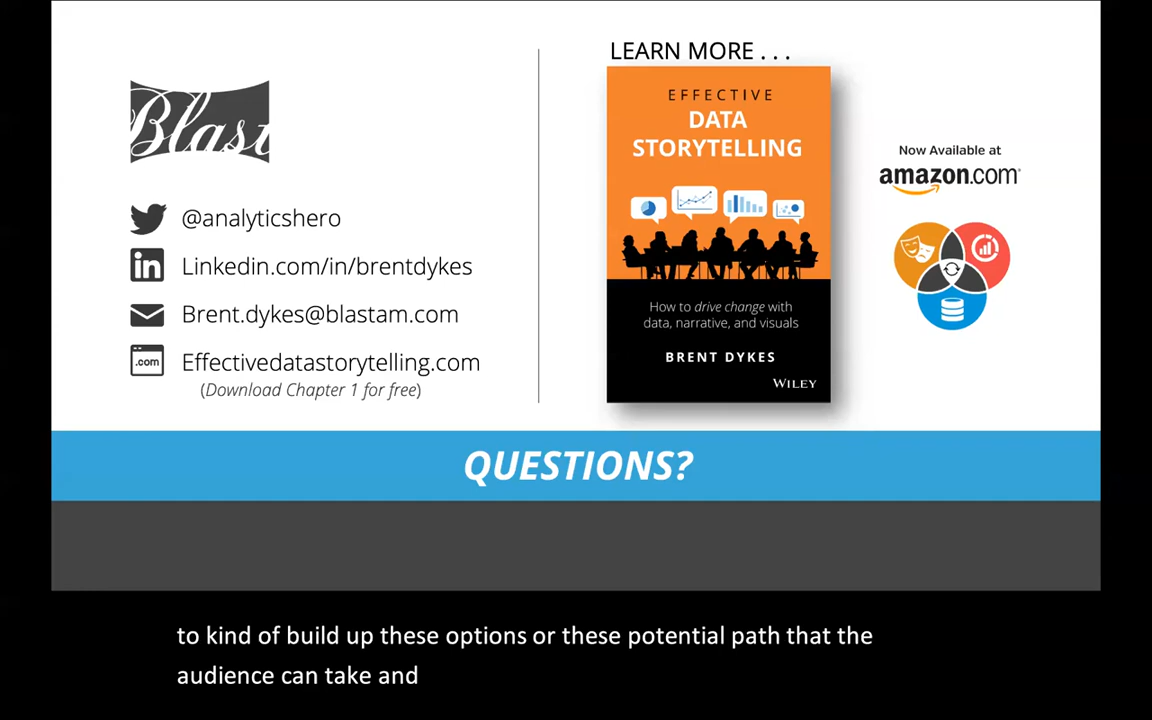 Blast
@analyticshero
Linkedin.com/in/brentdykes
Brent.dykes@blastam.com
.com
Effectivedatastorytelling.com
(Download Chapter 1 for free)
LEARN MORE . . .
EFFECTIVE
DATA
STORYTELLING
How to drive change with
data, narrative, and visuals
BRENT DYKES
WILEY
Now Available at
amazon.com
QUESTIONS?
to kind of build up these options or these potential path that the
audience can take and